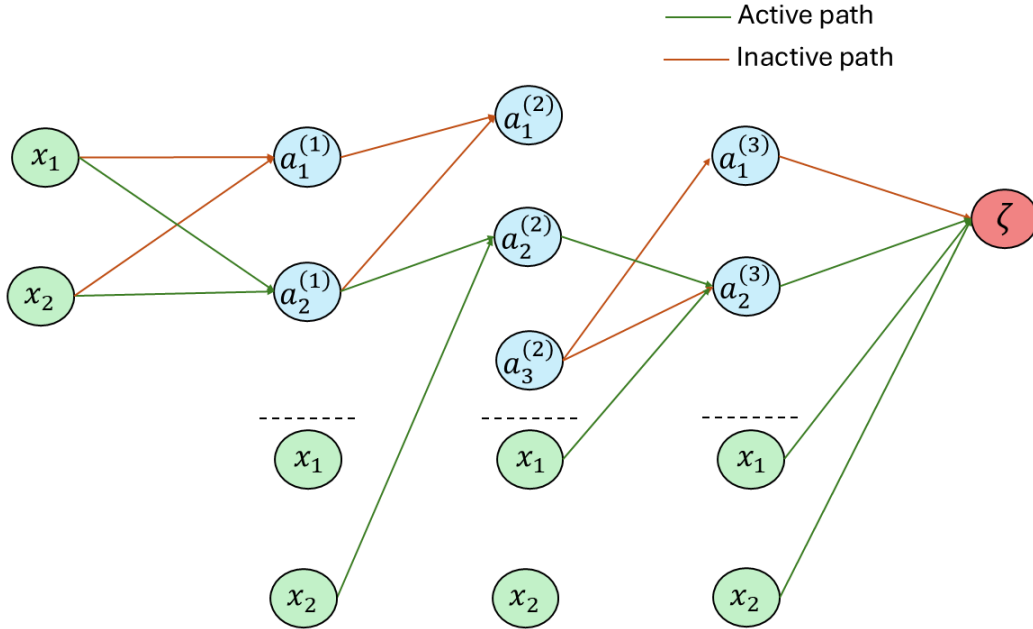 Active path
Inactive path
x₁
a₁⁽¹⁾
a₁⁽²⁾
a₁⁽³⁾
ζ
x₂
a₂⁽¹⁾
a₂⁽²⁾
a₂⁽³⁾
a₃⁽²⁾
x₁
x₁
x₁
x₂
x₂
x₂